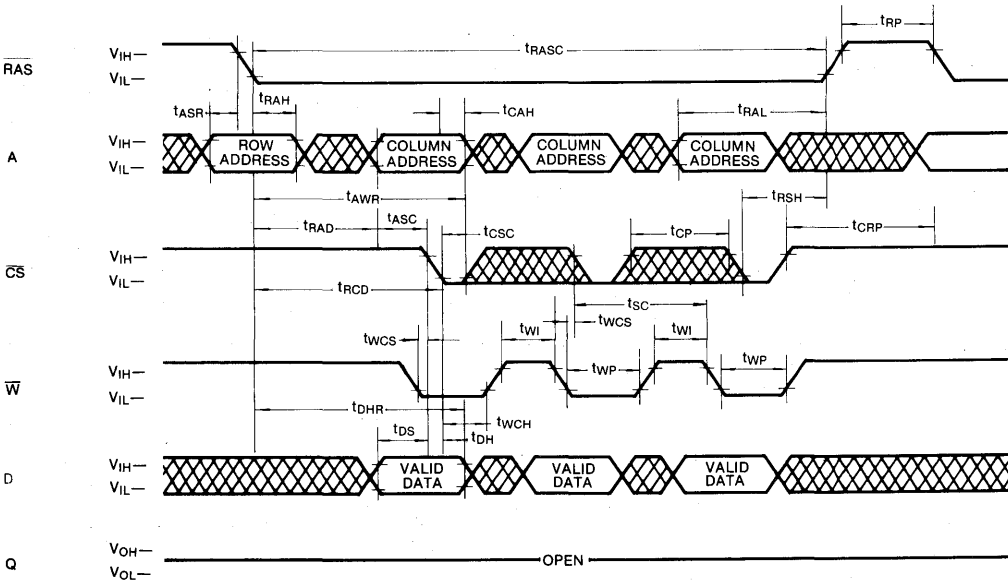 tRP
VIH
tRASC
RAS
VIL
tASR tRAH tCAH tRAL
VIH
A ROW ADDRESS COLUMN ADDRESS COLUMN ADDRESS COLUMN ADDRESS
VIL
tAWR tRSH
tRAD tASC tCSC tCP tCRP
VIH
CS
VIL
tRCD tSC
tWCS tWI tWCS tWI
VIH tWP tWP
W
VIL
tDHR tWCH
tDS tDH
VIH
D VALID DATA VALID DATA VALID DATA
VIL
VOH
Q OPEN
VOL